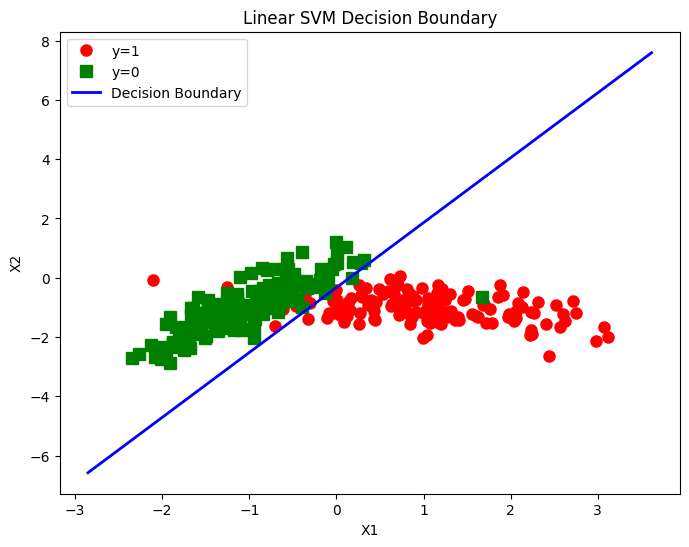 Linear SVM Decision Boundary
y=1
y=0
Decision Boundary
8
6
4
2
0
−2
−4
−6
X2
−3
−2
−1
0
1
2
3
X1